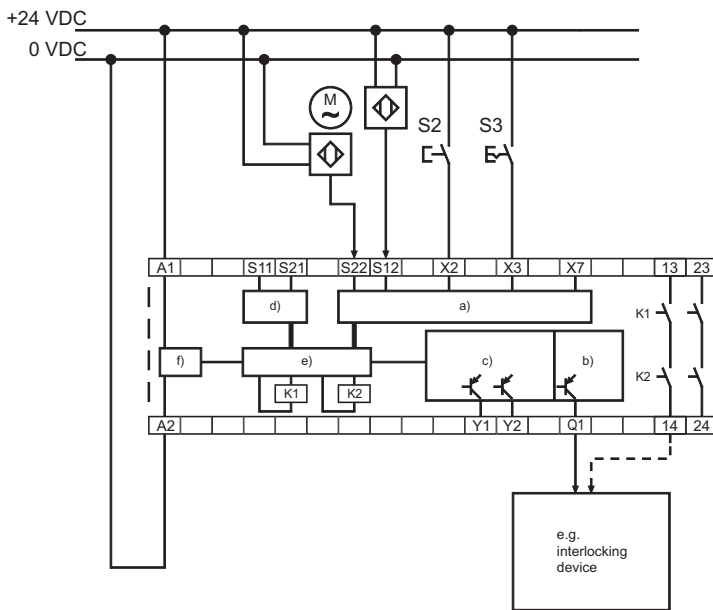 +24 VDC
0 VDC
M
~
S2
S3
A1 S11 S21 S22 S12 X2 X3 X7 13 23
d)
a)
K1
f)
e)
c)
b)
K1
K2
K2
A2 Y1 Y2 Q1 14 24
e.g.
interlocking
device